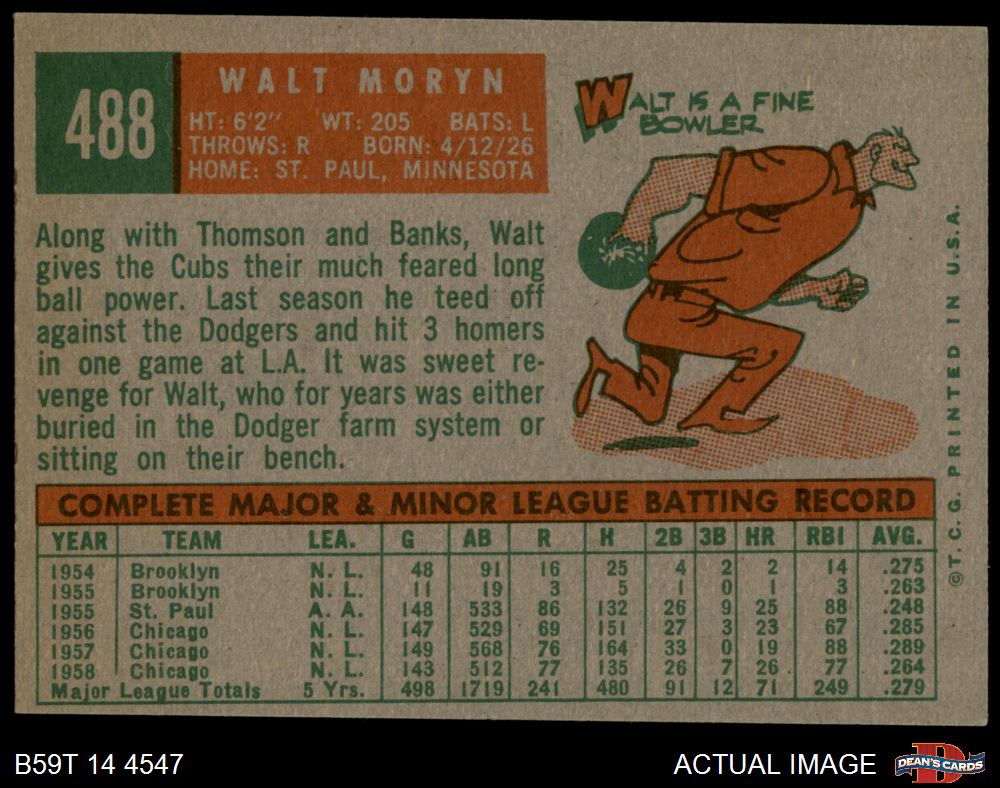 488
WALT MORYN
HT: 6'2" WT: 205 BATS: L
THROWS: R BORN: 4/12/26
HOME: ST. PAUL, MINNESOTA
WALT IS A FINE
BOWLER
Along with Thomson and Banks, Walt
gives the Cubs their much feared long
ball power. Last season he teed off
against the Dodgers and hit 3 homers
in one game at L.A. It was sweet re-
venge for Walt, who for years was either
buried in the Dodger farm system or
sitting on their bench.
COMPLETE MAJOR & MINOR LEAGUE BATTING RECORD
YEAR TEAM LEA. G AB R H 2B 3B HR RBI AVG.
1954 Brooklyn N. L. 48 91 16 25 4 2 2 14 .275
1955 Brooklyn N. L. 11 19 3 5 1 0 1 3 .263
1955 St. Paul A. A. 148 533 86 132 26 9 25 88 .248
1956 Chicago N. L. 147 529 69 151 27 3 23 67 .285
1957 Chicago N. L. 149 568 76 164 33 0 19 88 .289
1958 Chicago N. L. 143 512 77 135 26 7 26 77 .264
Major League Totals 5 Yrs. 498 1719 241 480 91 12 71 249 .279
©T. C. G. PRINTED IN U.S.A.
B59T 14 4547
ACTUAL IMAGE
D
DEAN'S CARDS